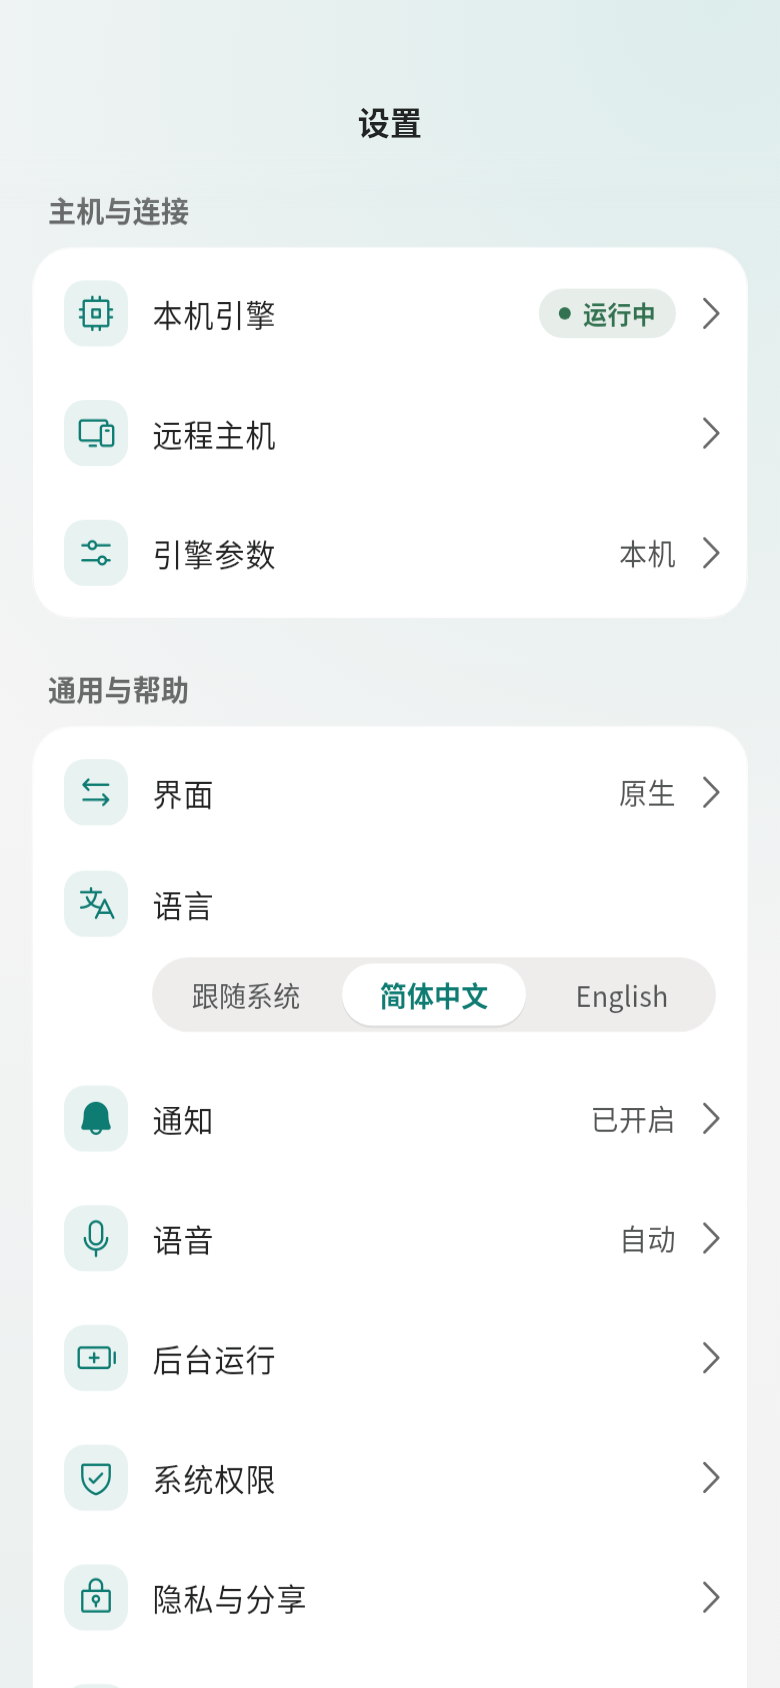 设置
主机与连接
本机引擎 运行中
远程主机
引擎参数 本机
通用与帮助
界面 原生
语言
跟随系统 简体中文 English
通知 已开启
语音 自动
后台运行
系统权限
隐私与分享